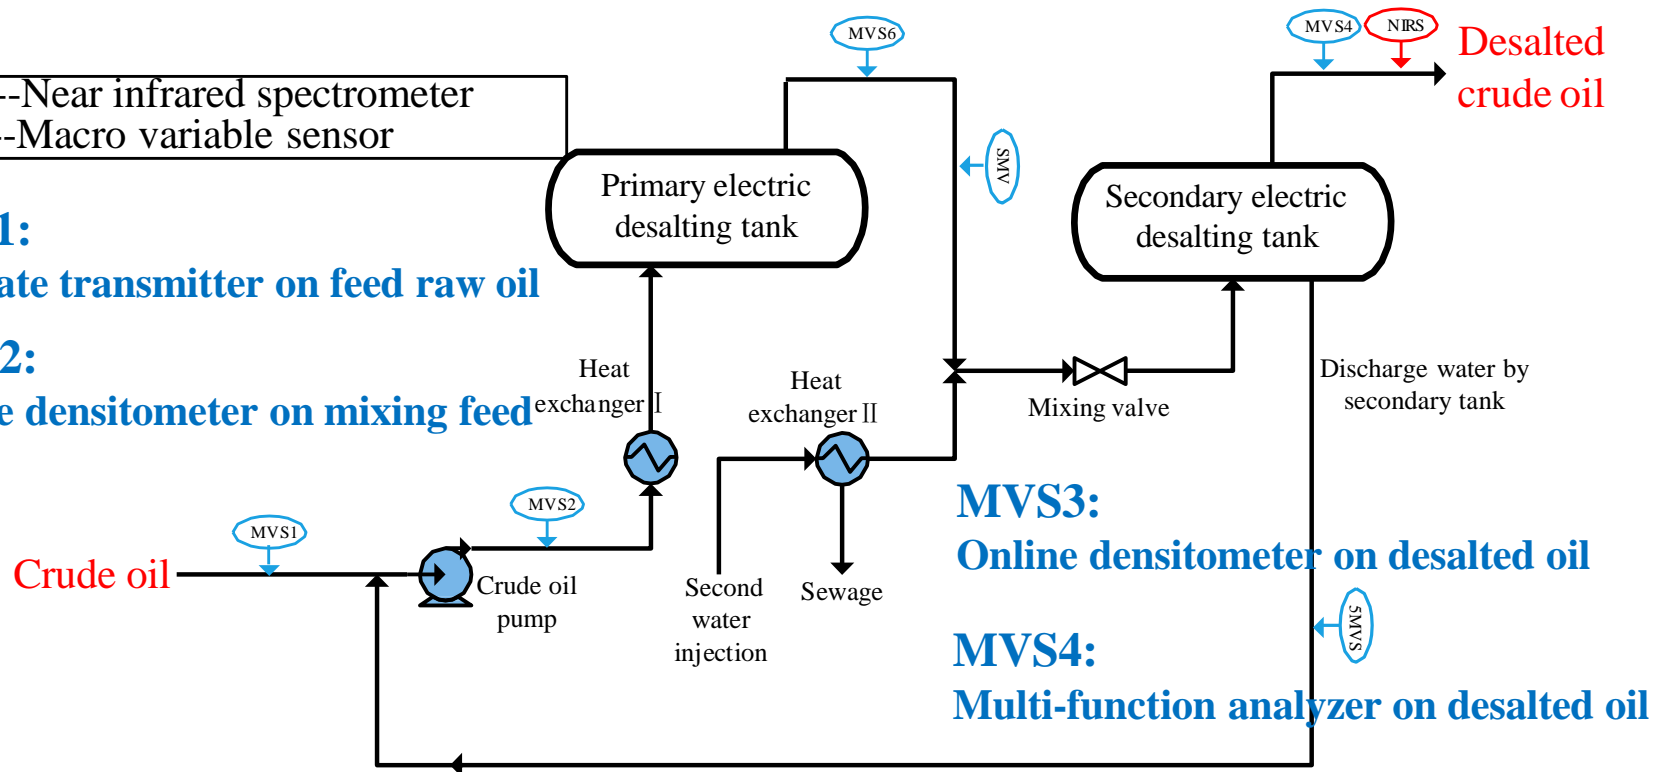 MVS6
MVS4
NIRS
Desalted
crude oil
--Near infrared spectrometer
--Macro variable sensor
SMV
Primary electric
desalting tank
Secondary electric
desalting tank
1:
ate transmitter on feed raw oil
2:
e densitometer on mixing feed
Heat
exchanger I
Heat
exchanger II
Mixing valve
Discharge water by
secondary tank
MVS1
MVS2
Crude oil
Crude oil
pump
Second
water
injection
Sewage
MVS3:
Online densitometer on desalted oil
5MVS
MVS4:
Multi-function analyzer on desalted oil